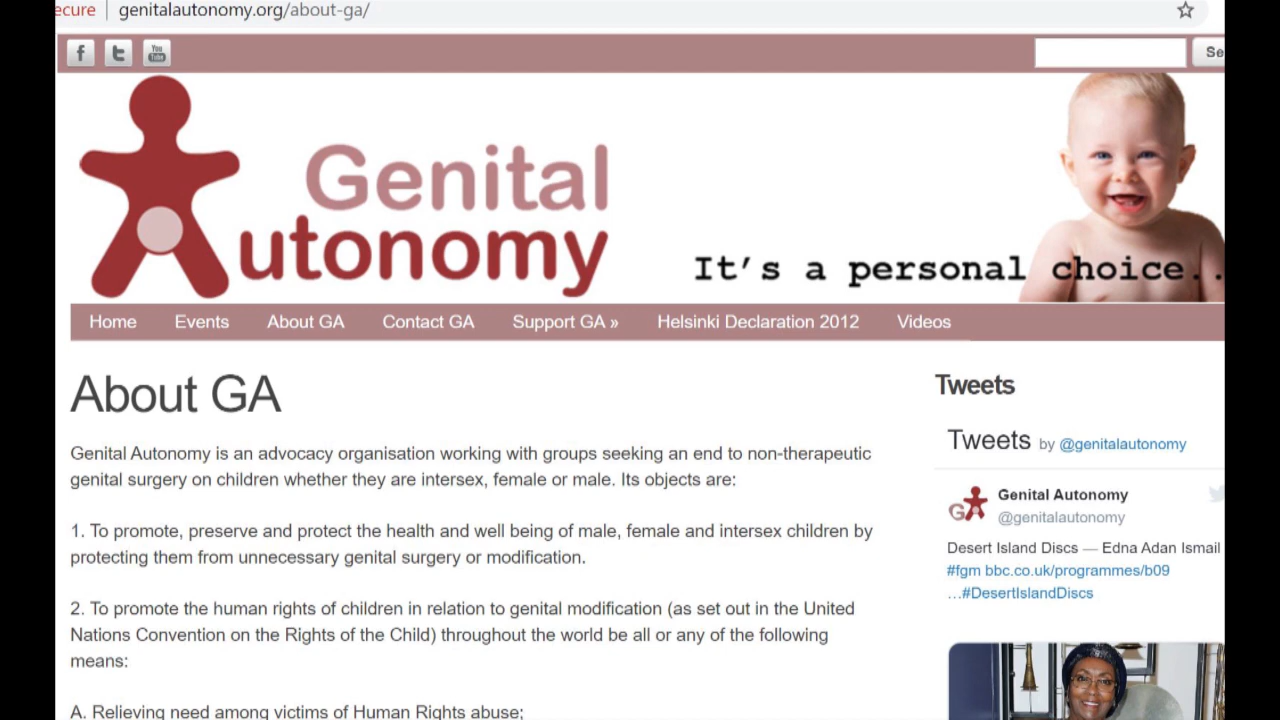 ecure
genitalautonomy.org/about-ga/
Se
Genital
Autonomy
It's a personal choice..
Home Events About GA Contact GA Support GA » Helsinki Declaration 2012 Videos
About GA
Genital Autonomy is an advocacy organisation working with groups seeking an end to non-therapeutic
genital surgery on children whether they are intersex, female or male. Its objects are:
1. To promote, preserve and protect the health and well being of male, female and intersex children by
protecting them from unnecessary genital surgery or modification.
2. To promote the human rights of children in relation to genital modification (as set out in the United
Nations Convention on the Rights of the Child) throughout the world be all or any of the following
means:
A. Relieving need among victims of Human Rights abuse;
Tweets
Tweets by @genitalautonomy
GA
Genital Autonomy
@genitalautonomy
Desert Island Discs — Edna Adan Ismail
#fgm bbc.co.uk/programmes/b09
…#DesertIslandDiscs
f
t
You
Tube